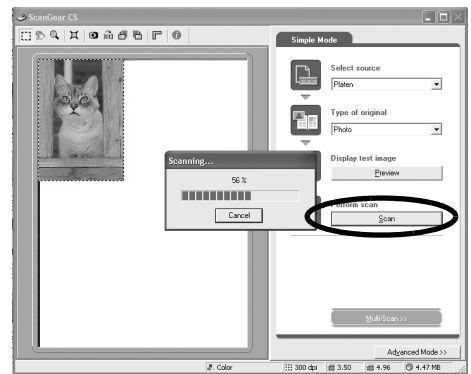 ScanGear CS
Simple Mode
Select source
Platen
Type of original
Photo
Display test image
Preview
Scanning...
56 %
Cancel
Perform scan
Scan
Multi-Scan >>
Advanced Mode >>
Color
300 dpi
3.50
4.96
4.47 MB